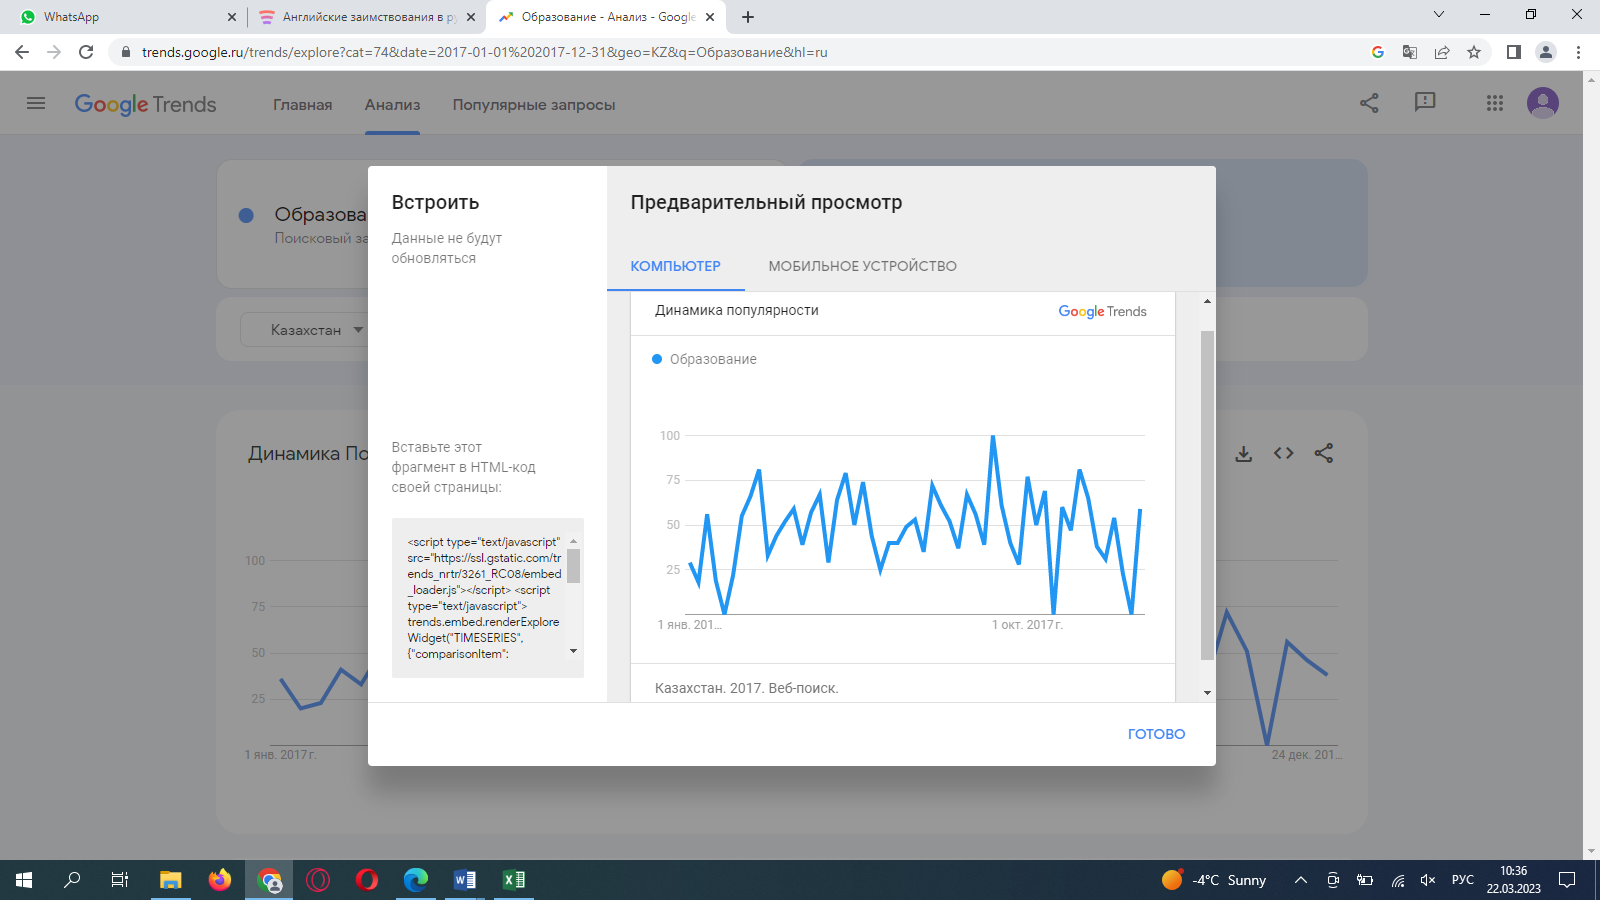 WhatsApp
Английские заимствования в ру
Образование - Анализ - Google
trends.google.ru/trends/explore?cat=74&date=2017-01-01%202017-12-31&geo=KZ&q=Образование&hl=ru
Google Trends
Главная
Анализ
Популярные запросы
Образова
Поисковый за
Казахстан
Динамика По
100
75
50
25
1 янв. 2017 г.
24 дек. 201...
Встроить
Данные не будут
обновляться
Вставьте этот
фрагмент в HTML-код
своей страницы:
<script type="text/javascript"
src="https://ssl.gstatic.com/tr
ends_nrtr/3261_RC08/embed
_loader.js"></script> <script
type="text/javascript">
trends.embed.renderExplore
Widget("TIMESERIES",
{"comparisonItem":
Предварительный просмотр
КОМПЬЮТЕР
МОБИЛЬНОЕ УСТРОЙСТВО
Динамика популярности
Google Trends
Образование
100
75
50
25
1 янв. 201...
1 окт. 2017 г.
Казахстан. 2017. Веб-поиск.
ГОТОВО
-4°C Sunny
РУС
10:36
22.03.2023